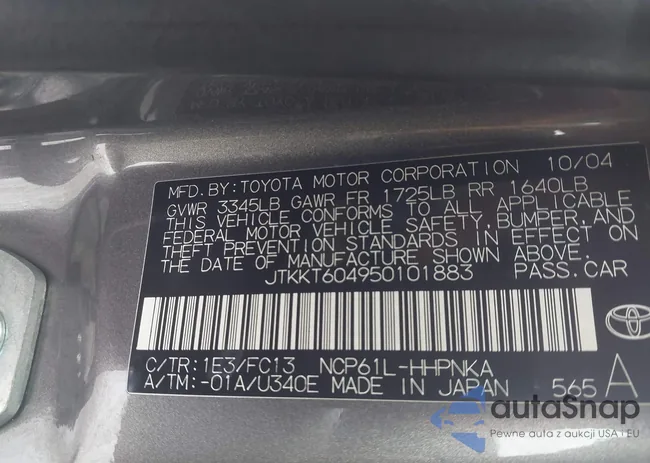 MFD.BY:TOYOTA MOTOR CORPORATION 10/04
GVWR 3345LB GAWR FR 1725LB RR 1640LB
THIS VEHICLE CONFORMS TO ALL APPLICABLE
FEDERAL MOTOR VEHICLE SAFETY,BUMPER,AND
THEFT PREVENTION STANDARDS IN EFFECT ON
THE DATE OF MANUFACTURE SHOWN ABOVE.
JTKKT604950101883 PASS.CAR
C/TR:1E3/FC13 NCP61L-HHPNKA
A/TM:-01A/U340E MADE IN JAPAN 565 A
autoSnap
Pewne auta z aukcji USA i EU